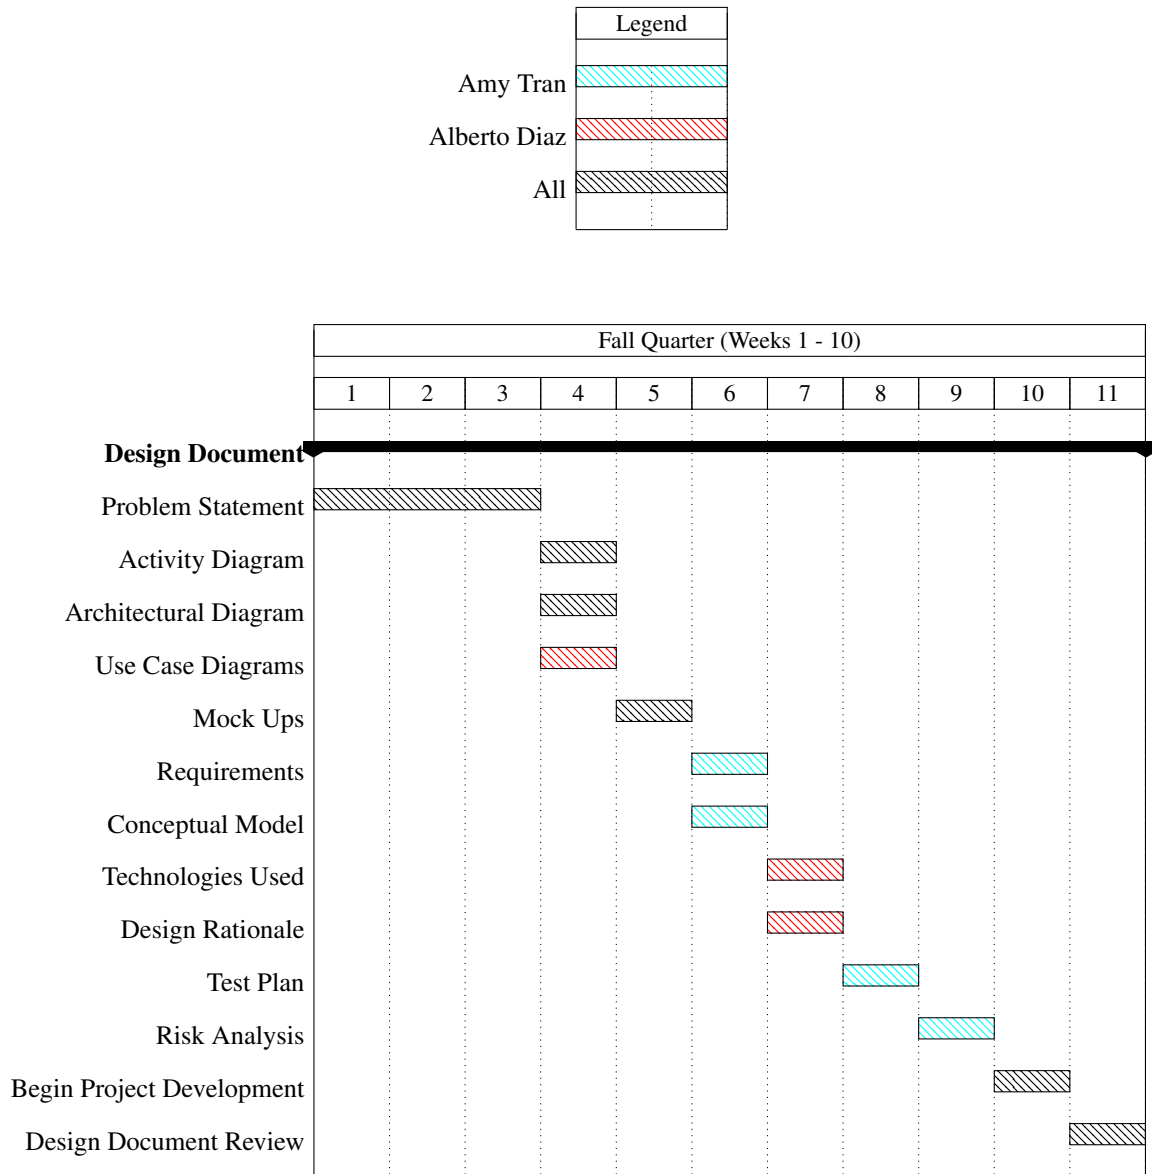 Legend
Amy Tran
Alberto Diaz
All
Fall Quarter (Weeks 1 - 10)
1 2 3 4 5 6 7 8 9 10 11
Design Document
Problem Statement
Activity Diagram
Architectural Diagram
Use Case Diagrams
Mock Ups
Requirements
Conceptual Model
Technologies Used
Design Rationale
Test Plan
Risk Analysis
Begin Project Development
Design Document Review